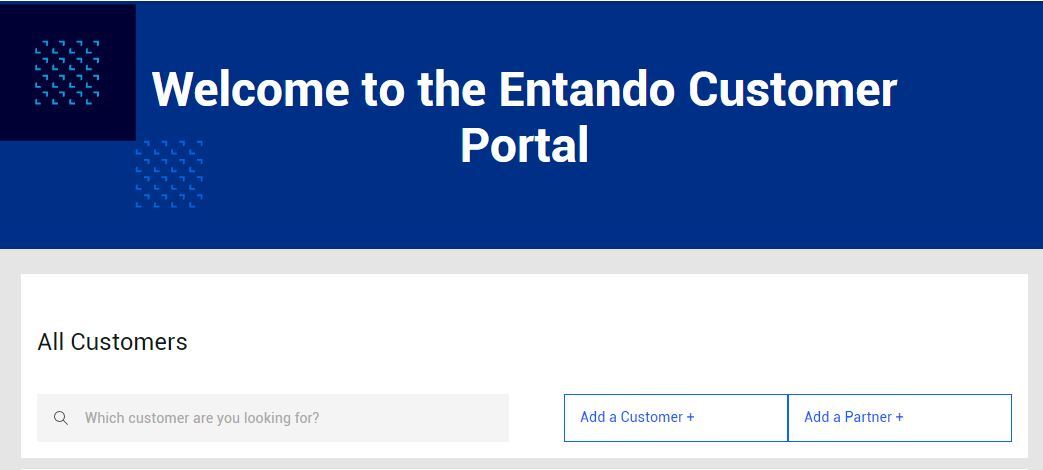 Welcome to the Entando Customer
Portal
All Customers
Which customer are you looking for?
Add a Customer +
Add a Partner +